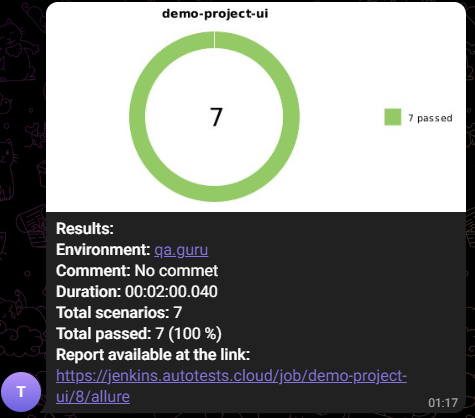 demo-project-ui
7
7 passed
Results:
Environment: qa.guru
Comment: No commet
Duration: 00:02:00.040
Total scenarios: 7
Total passed: 7 (100 %)
Report available at the link:
https://jenkins.autotests.cloud/job/demo-project-
ui/8/allure
T
01:17